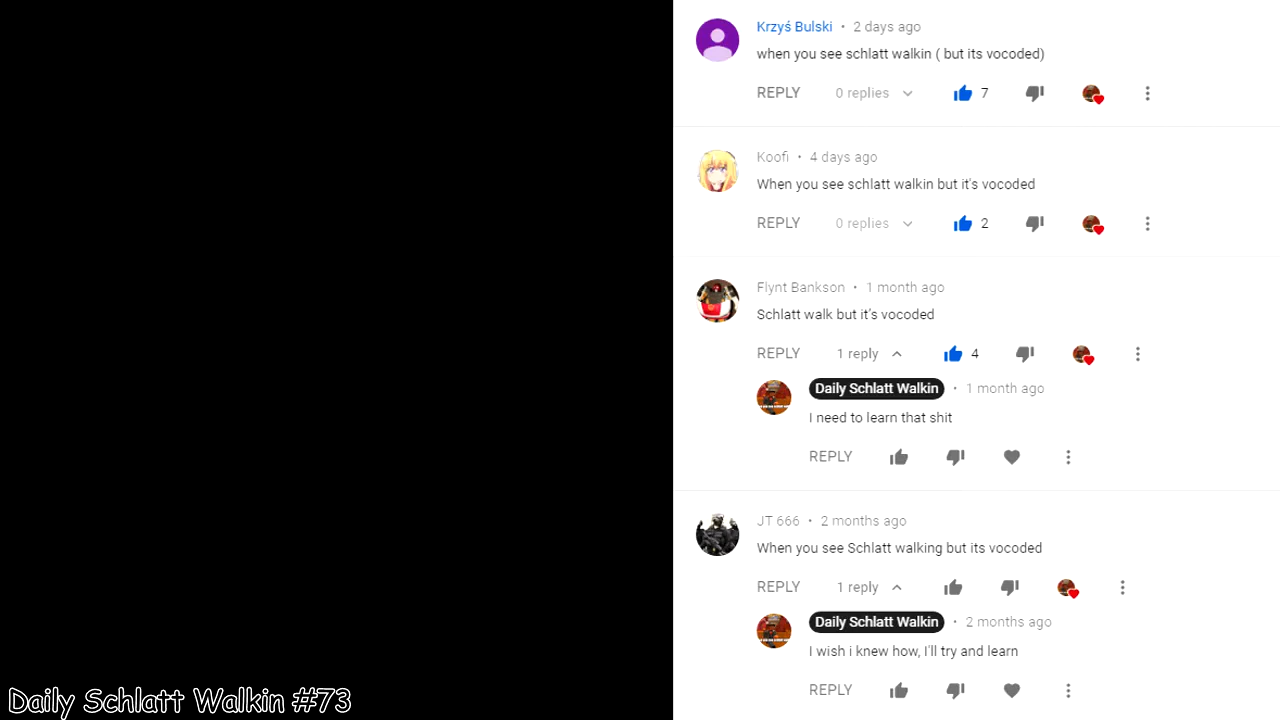 Krzyś Bulski • 2 days ago
when you see schlatt walkin ( but its vocoded)
REPLY 0 replies 7
Koofi • 4 days ago
When you see schlatt walkin but it's vocoded
REPLY 0 replies 2
Flynt Bankson • 1 month ago
Schlatt walk but it's vocoded
REPLY 1 reply 4
Daily Schlatt Walkin • 1 month ago
I need to learn that shit
REPLY
JT 666 • 2 months ago
When you see Schlatt walking but its vocoded
REPLY 1 reply
Daily Schlatt Walkin • 2 months ago
I wish i knew how, I'll try and learn
REPLY
Daily Schlatt Walkin #73